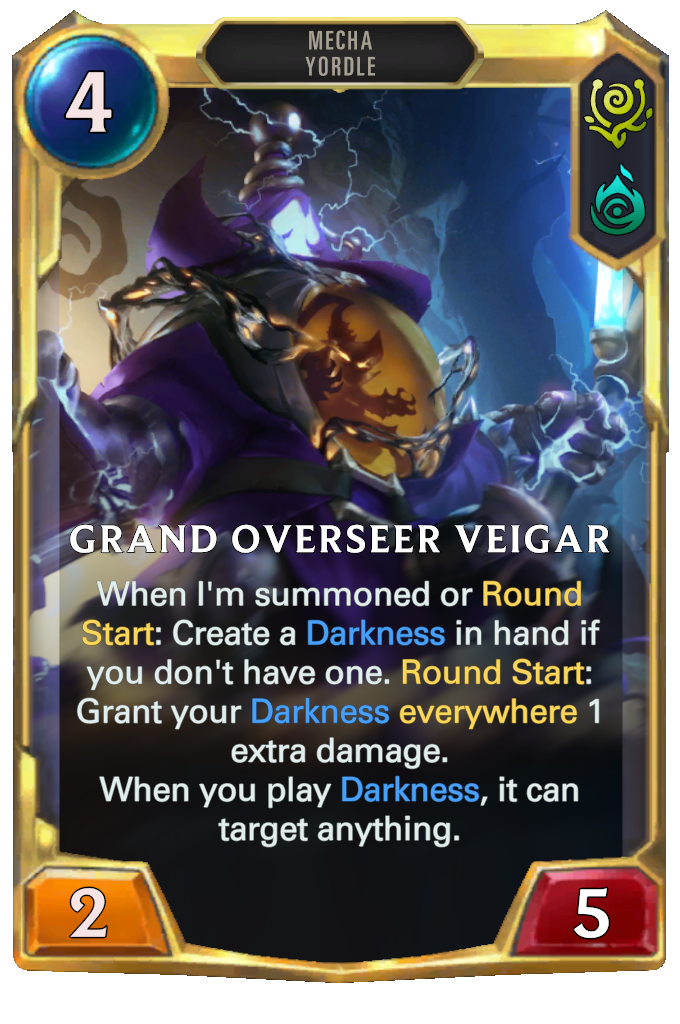 MECHA
YORDLE
4
GRAND OVERSEER VEIGAR
When I'm summoned or Round
Start: Create a Darkness in hand if
you don't have one. Round Start:
Grant your Darkness everywhere 1
extra damage.
When you play Darkness, it can
target anything.
2
5